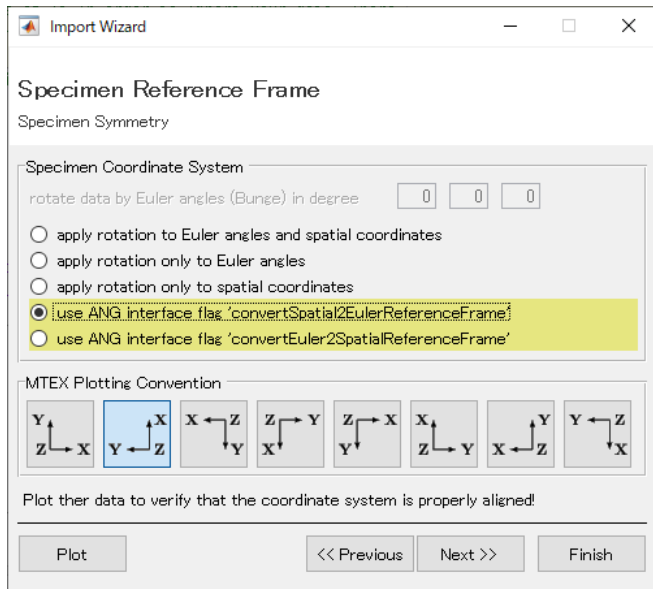 Import Wizard
Specimen Reference Frame
Specimen Symmetry
Specimen Coordinate System
rotate data by Euler angles (Bunge) in degree 0 0 0
apply rotation to Euler angles and spatial coordinates
apply rotation only to Euler angles
apply rotation only to spatial coordinates
use ANG interface flag 'convertSpatial2EulerReferenceFrame'
use ANG interface flag 'convertEuler2SpatialReferenceFrame'
MTEX Plotting Convention
Y X X Z Z Y Z X X Y Y Z
Z X Y Z Y X Y Z Y X Z X
Plot ther data to verify that the coordinate system is properly aligned!
Plot << Previous Next >> Finish